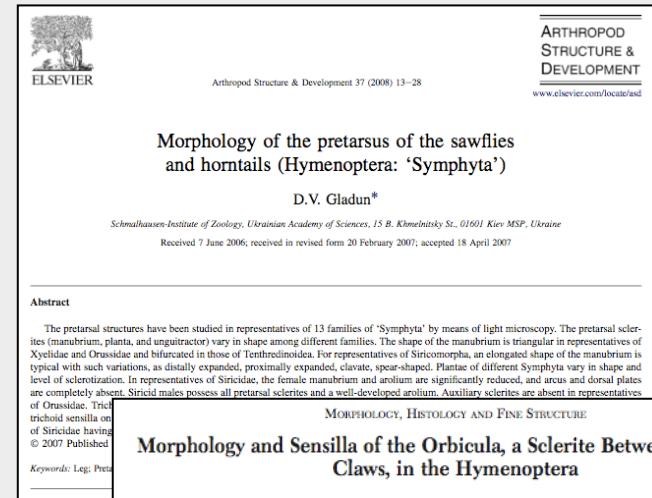 ELSEVIER
Arthropod Structure & Development 37 (2008) 13–28
ARTHROPOD
STRUCTURE &
DEVELOPMENT
www.elsevier.com/locate/asd
Morphology of the pretarsus of the sawflies
and horntails (Hymenoptera: ‘Symphyta’)
D.V. Gladun*
Schmalhausen-Institute of Zoology, Ukrainian Academy of Sciences, 15 B. Khmelnitsky St., 01601 Kiev MSP, Ukraine
Received 7 June 2006; received in revised form 20 February 2007; accepted 18 April 2007
Abstract
The pretarsal structures have been studied in representatives of 13 families of ‘Symphyta’ by means of light microscopy. The pretarsal scler-
ites (manubrium, planta, and unguitractor) vary in shape among different families. The shape of the manubrium is triangular in representatives of
Xyelidae and Orussidae and bifurcated in those of Tenthredinoidea. For representatives of Siricomorpha, an elongated shape of the manubrium is
typical with such variations, as distally expanded, proximally expanded, clavate, spear-shaped. Plantae of different Symphyta vary in shape and
level of sclerotization. In representatives of Siricidae, the female manubrium and arolium are significantly reduced, and arcus and dorsal plates
are completely absent. Siricid males possess all pretarsal sclerites and a well-developed arolium. Auxiliary sclerites are absent in representatives
of Orussidae. Trich
trichoid sensilla on
of Siricidae having
© 2007 Published
Keywords: Leg; Preta
MORPHOLOGY, HISTOLOGY AND FINE STRUCTURE
Morphology and Sensilla of the Orbicula, a Sclerite Betwe
Claws, in the Hymenoptera